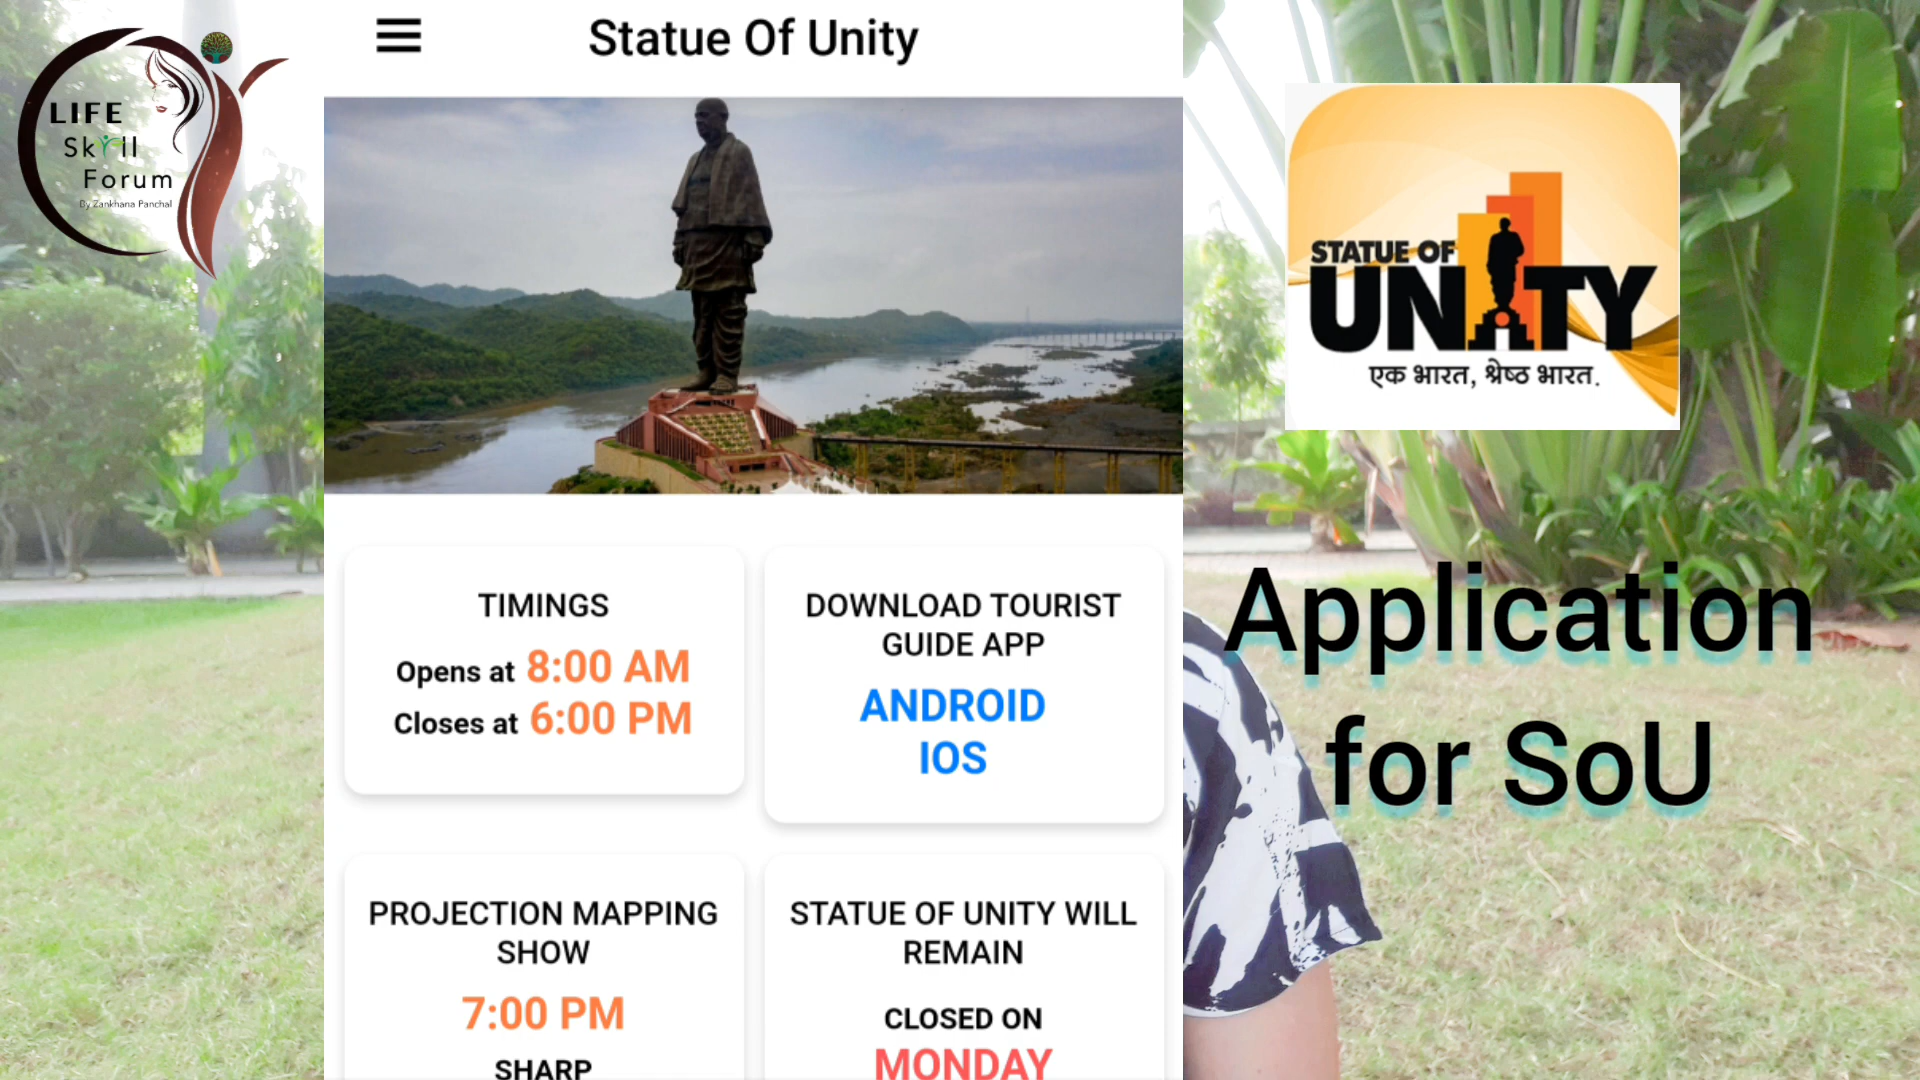 LIFE
Skill
Forum
By Zankhana Panchal
Statue Of Unity
STATUE OF
UNITY
एक भारत, श्रेष्ठ भारत.
TIMINGS
Opens at 8:00 AM
Closes at 6:00 PM
DOWNLOAD TOURIST
GUIDE APP
ANDROID
IOS
PROJECTION MAPPING
SHOW
7:00 PM
SHARP
STATUE OF UNITY WILL
REMAIN
CLOSED ON
MONDAY
Application
for SoU